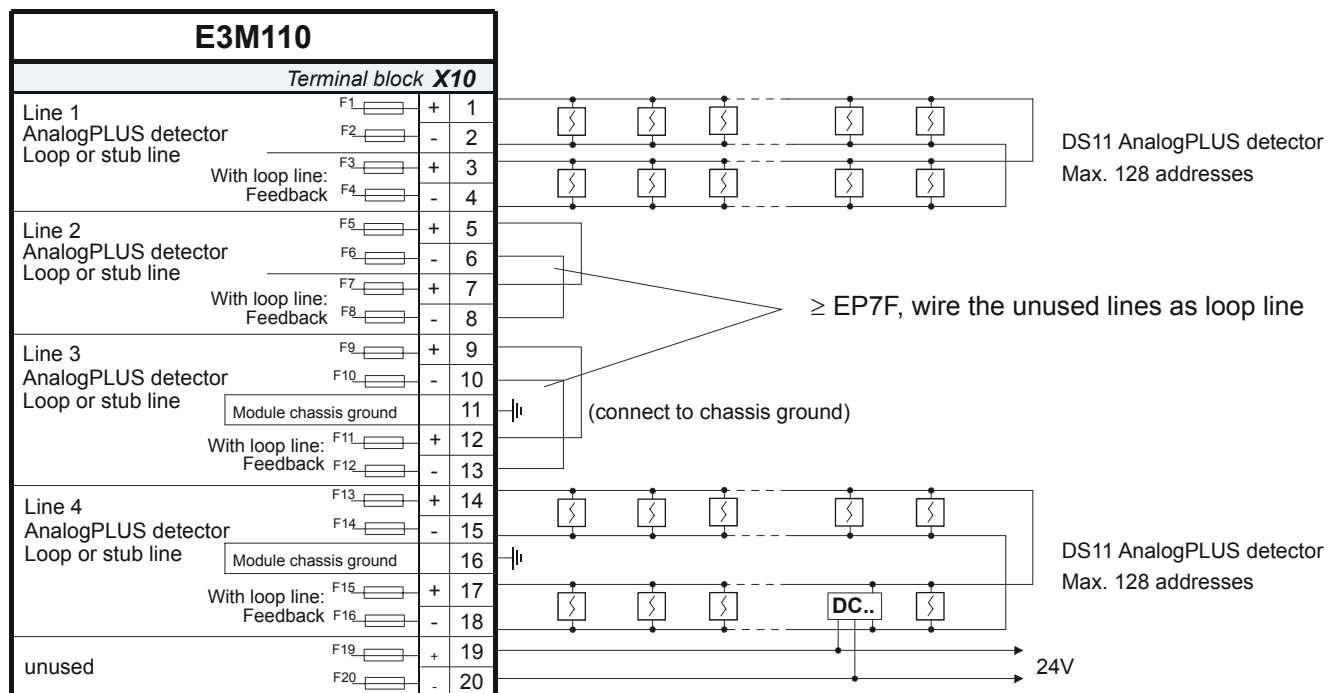 E3M110
Terminal block X10
Line 1
AnalogPLUS detector
Loop or stub line
With loop line:
Feedback
F1 + 1
F2 - 2
F3 + 3
F4 - 4
DS11 AnalogPLUS detector
Max. 128 addresses
Line 2
AnalogPLUS detector
Loop or stub line
With loop line:
Feedback
F5 + 5
F6 - 6
F7 + 7
F8 - 8
≥ EP7F, wire the unused lines as loop line
Line 3
AnalogPLUS detector
Loop or stub line
F9 + 9
F10 - 10
Module chassis ground 11
(connect to chassis ground)
With loop line:
Feedback
F11 + 12
F12 - 13
Line 4
AnalogPLUS detector
Loop or stub line
F13 + 14
F14 - 15
Module chassis ground 16
With loop line:
Feedback
F15 + 17
F16 - 18
DC..
DS11 AnalogPLUS detector
Max. 128 addresses
unused
F19 + 19
F20 - 20
24V